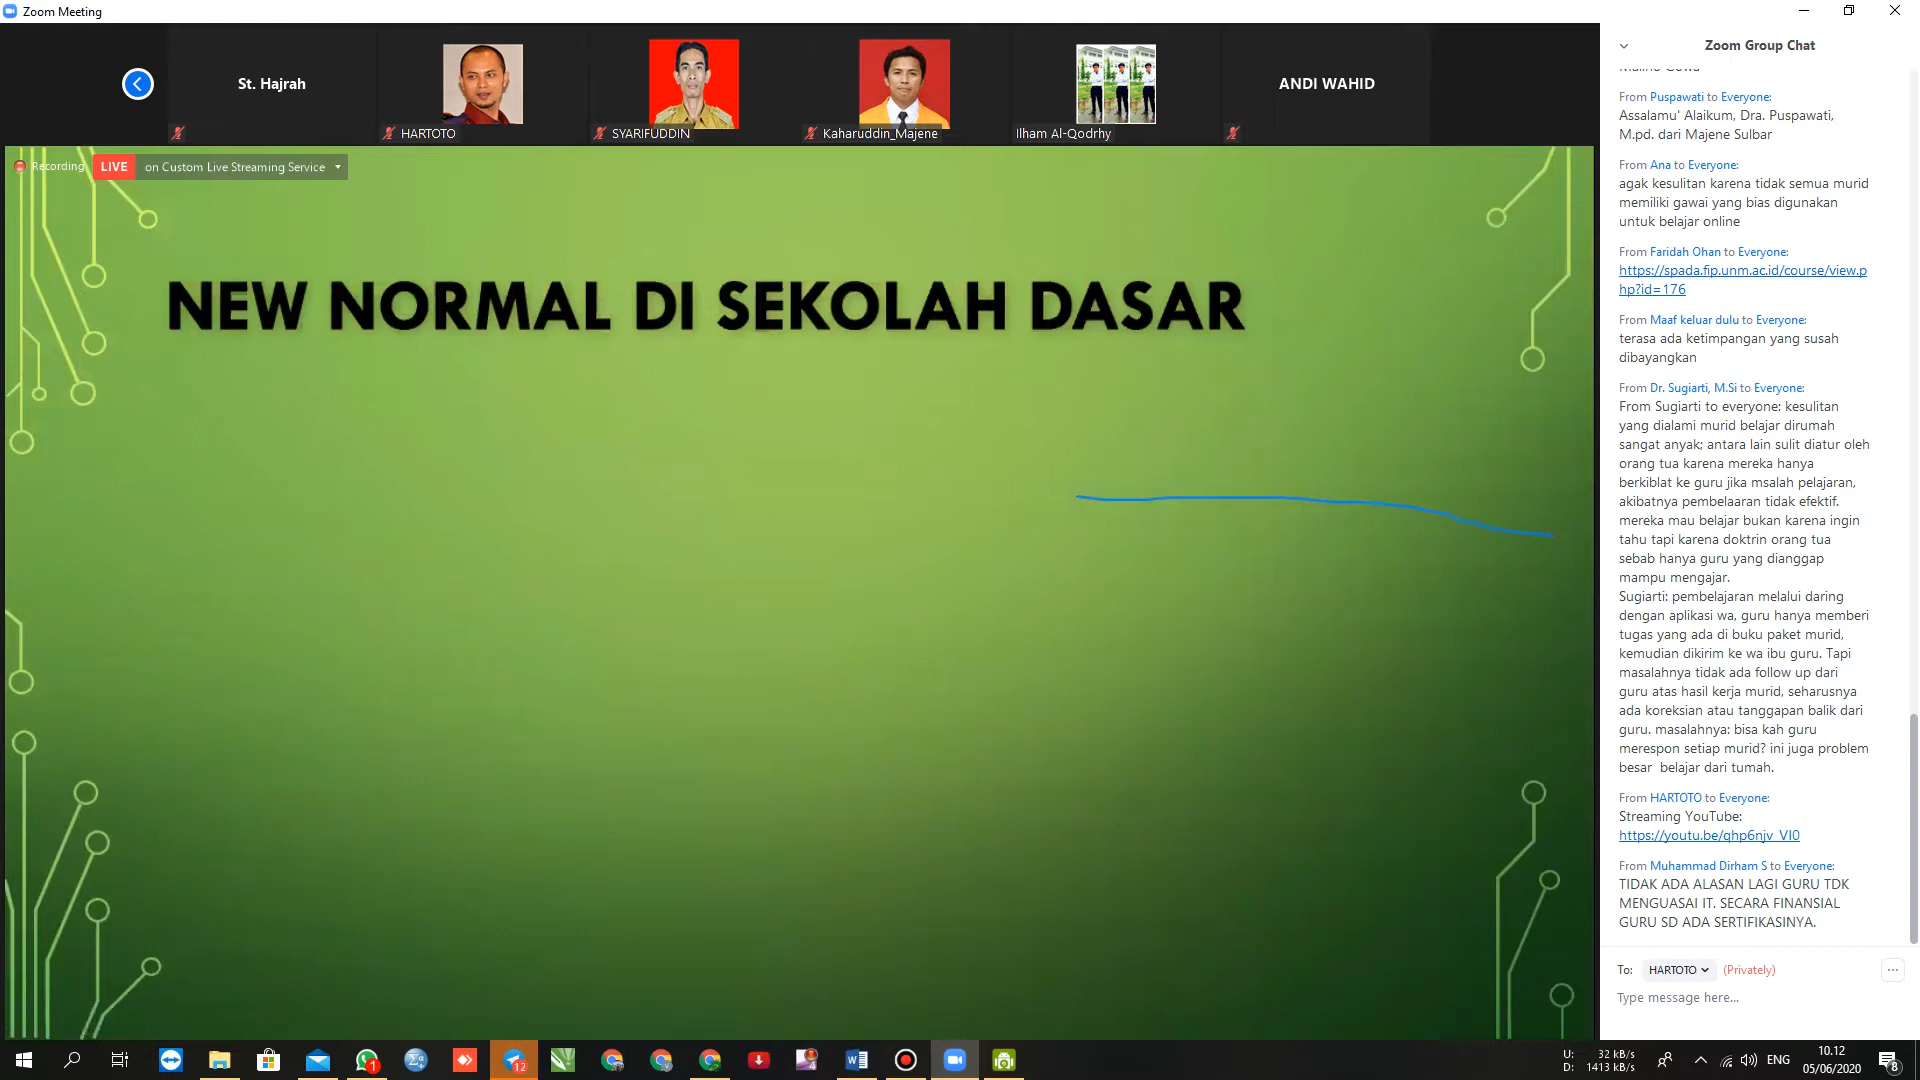 Zoom Meeting
St. Hajrah
HARTOTO
SYARIFUDDIN
Kaharuddin_Majene
Ilham Al-Qodrhy
ANDI WAHID
Recording
LIVE
on Custom Live Streaming Service
NEW NORMAL DI SEKOLAH DASAR
Zoom Group Chat
From Puspawati to Everyone:
Assalamu' Alaikum, Dra. Puspawati,
M.pd. dari Majene Sulbar
From Ana to Everyone:
agak kesulitan karena tidak semua murid
memiliki gawai yang bias digunakan
untuk belajar online
From Faridah Ohan to Everyone:
https://spada.fip.unm.ac.id/course/view.p
hp?id=176
From Maaf keluar dulu to Everyone:
terasa ada ketimpangan yang susah
dibayangkan
From Dr. Sugiarti, M.Si to Everyone:
From Sugiarti to everyone: kesulitan
yang dialami murid belajar dirumah
sangat anyak; antara lain sulit diatur oleh
orang tua karena mereka hanya
berkiblat ke guru jika msalah pelajaran,
akibatnya pembelaaran tidak efektif.
mereka mau belajar bukan karena ingin
tahu tapi karena doktrin orang tua
sebab hanya guru yang dianggap
mampu mengajar.
Sugiarti: pembelajaran melalui daring
dengan aplikasi wa, guru hanya memberi
tugas yang ada di buku paket murid,
kemudian dikirim ke wa ibu guru. Tapi
masalahnya tidak ada follow up dari
guru atas hasil kerja murid, seharusnya
ada koreksian atau tanggapan balik dari
guru. masalahnya: bisa kah guru
merespon setiap murid? ini juga problem
besar  belajar dari tumah.
From HARTOTO to Everyone:
Streaming YouTube:
https://youtu.be/qhp6njv_VI0
From Muhammad Dirham S to Everyone:
TIDAK ADA ALASAN LAGI GURU TDK
MENGUASAI IT. SECARA FINANSIAL
GURU SD ADA SERTIFIKASINYA.
To: HARTOTO (Privately)
Type message here...
U: 32 kB/s
D: 1413 kB/s
ENG
10.12
05/06/2020
1
12
8